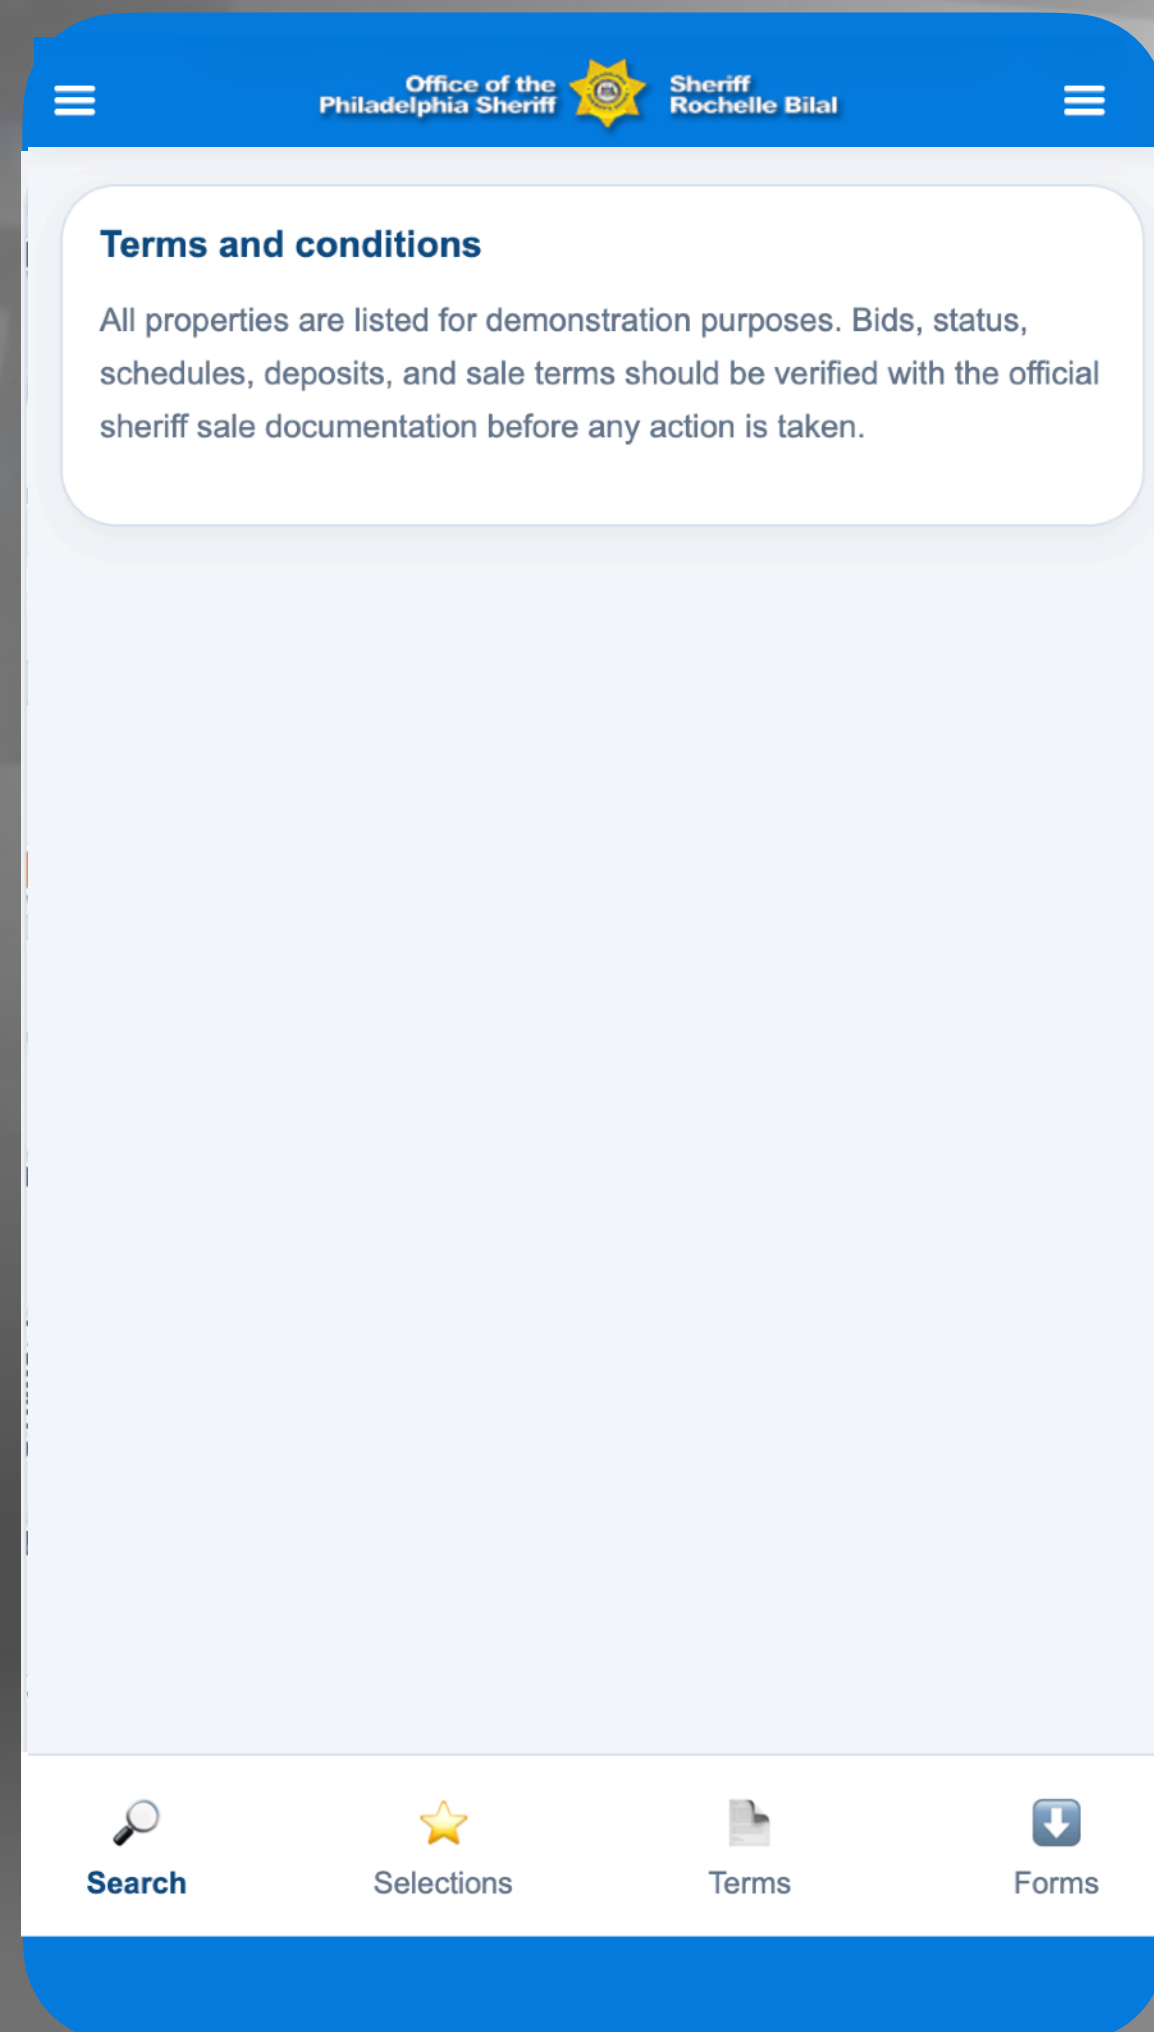 Office of the
Philadelphia Sheriff
Sheriff
Rochelle Bilal
Terms and conditions
All properties are listed for demonstration purposes. Bids, status,
schedules, deposits, and sale terms should be verified with the official
sheriff sale documentation before any action is taken.
Search
Selections
Terms
Forms